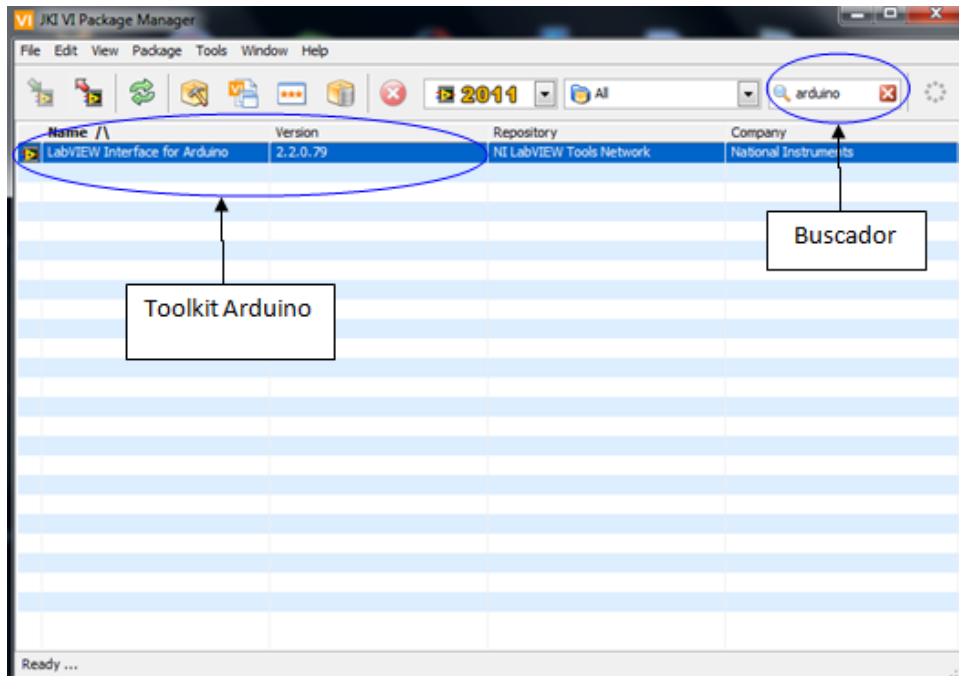 VI JKI VI Package Manager
File Edit View Package Tools Window Help
2011 All arduino
Name /\ Version Repository Company
LabVIEW Interface for Arduino 2.2.0.79 NI LabVIEW Tools Network National Instruments
Buscador
Toolkit Arduino
Ready ...